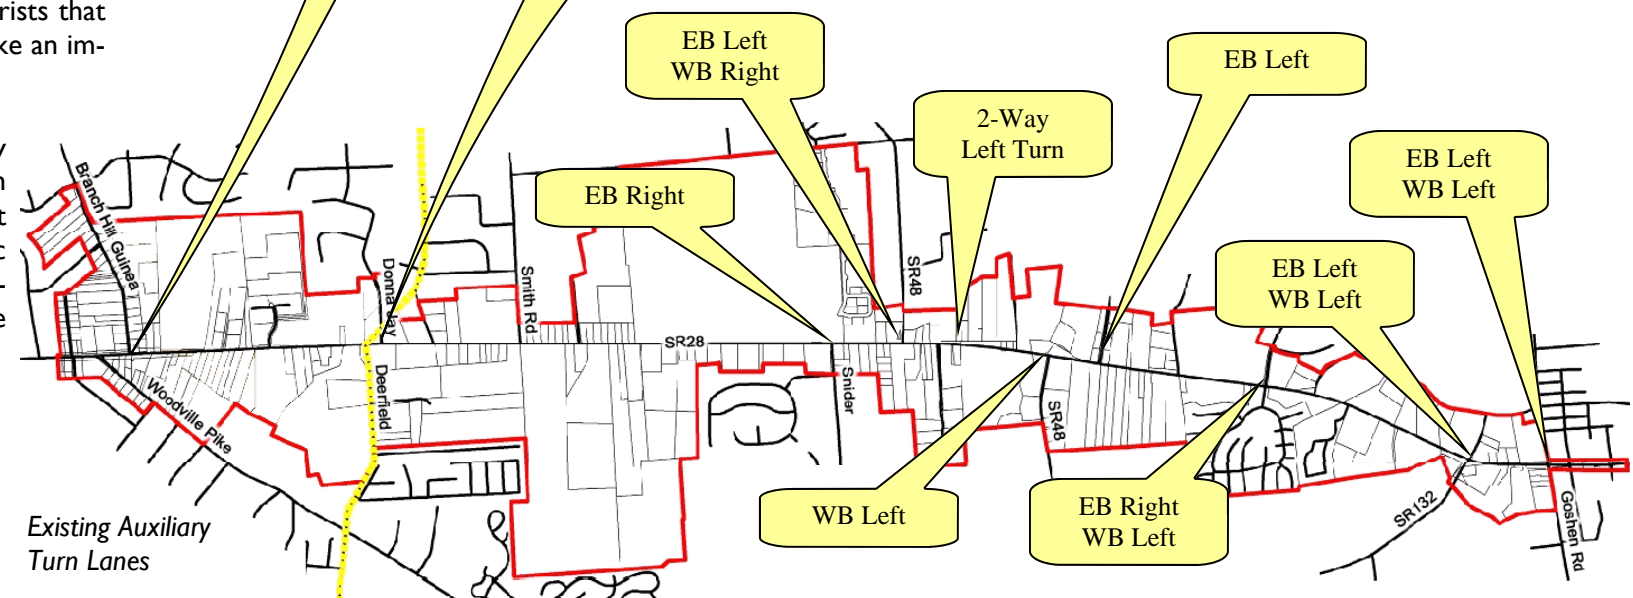 rists that
ke an im-
y
n
t
c
-
e
EB Left
WB Right
EB Left
2-Way
Left Turn
EB Left
WB Left
EB Right
EB Left
WB Left
Branch Hill Guinea
Donna Jay
Smith Rd
SR48
SR28
Woodville Pike
Deerfield
Snider
SR48
WB Left
EB Right
WB Left
SR132
Goshen Rd
Existing Auxiliary
Turn Lanes